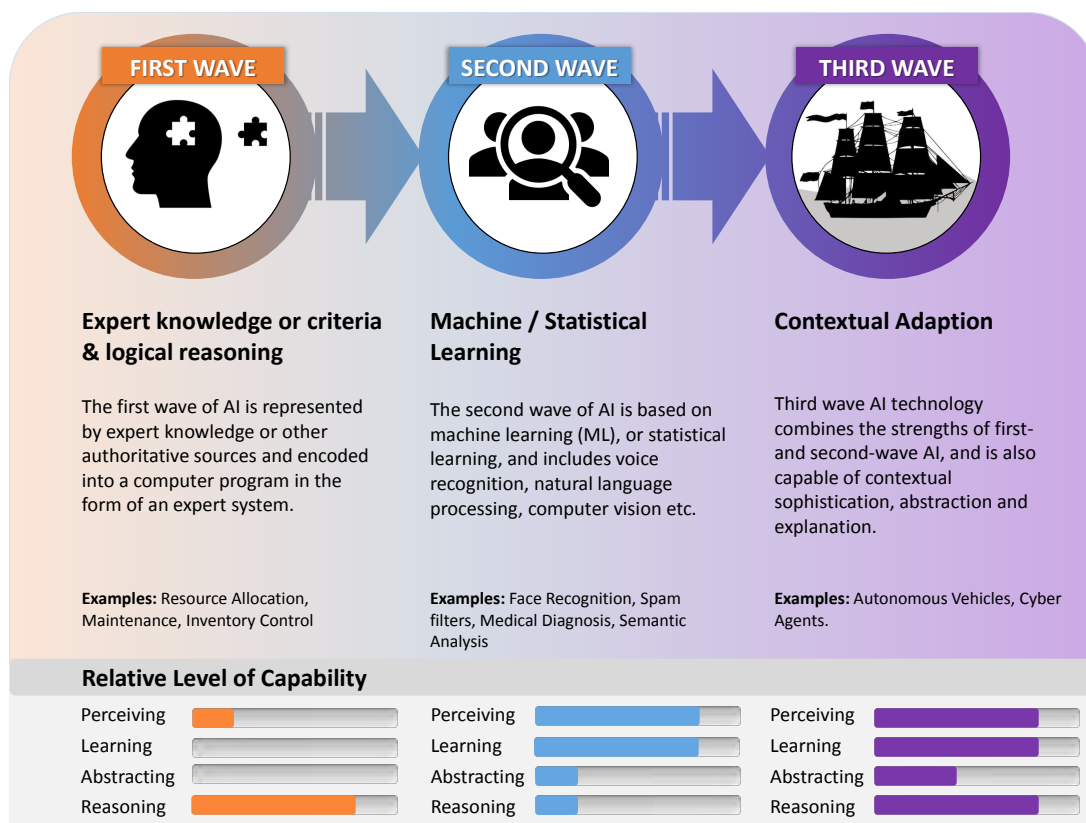 FIRST WAVE
SECOND WAVE
THIRD WAVE
Expert knowledge or criteria
& logical reasoning
The first wave of AI is represented
by expert knowledge or other
authoritative sources and encoded
into a computer program in the
form of an expert system.
Examples: Resource Allocation,
Maintenance, Inventory Control
Machine / Statistical
Learning
The second wave of AI is based on
machine learning (ML), or statistical
learning, and includes voice
recognition, natural language
processing, computer vision etc.
Examples: Face Recognition, Spam
filters, Medical Diagnosis, Semantic
Analysis
Contextual Adaption
Third wave AI technology
combines the strengths of first-
and second-wave AI, and is also
capable of contextual
sophistication, abstraction and
explanation.
Examples: Autonomous Vehicles, Cyber
Agents.
Relative Level of Capability
Perceiving
Learning
Abstracting
Reasoning
Perceiving
Learning
Abstracting
Reasoning
Perceiving
Learning
Abstracting
Reasoning